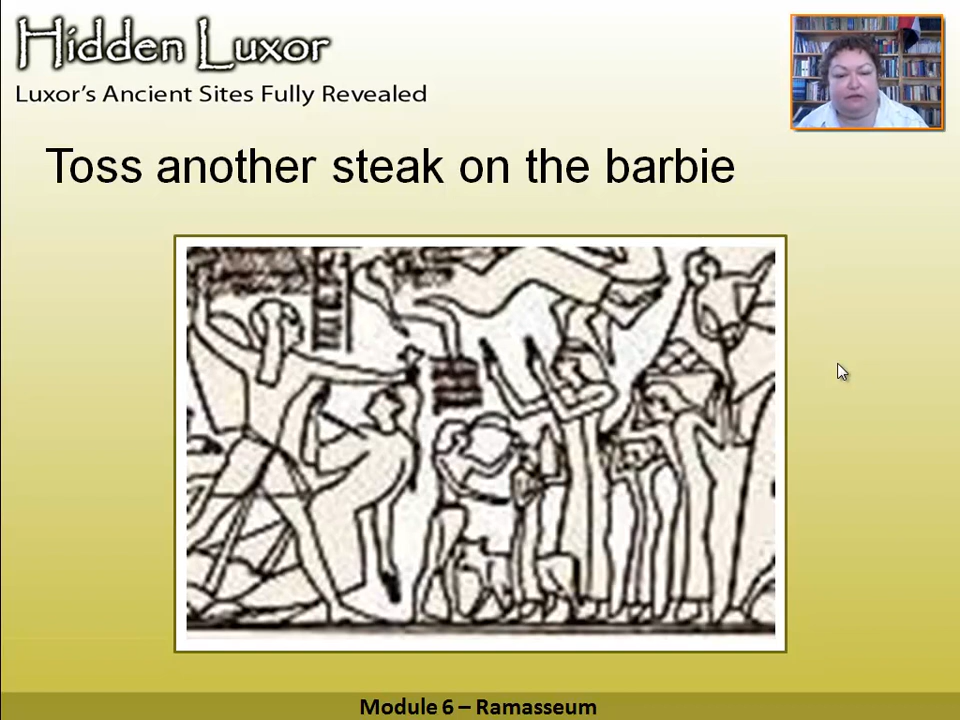 Hidden Luxor
Luxor's Ancient Sites Fully Revealed
Toss another steak on the barbie
Module 6 – Ramasseum